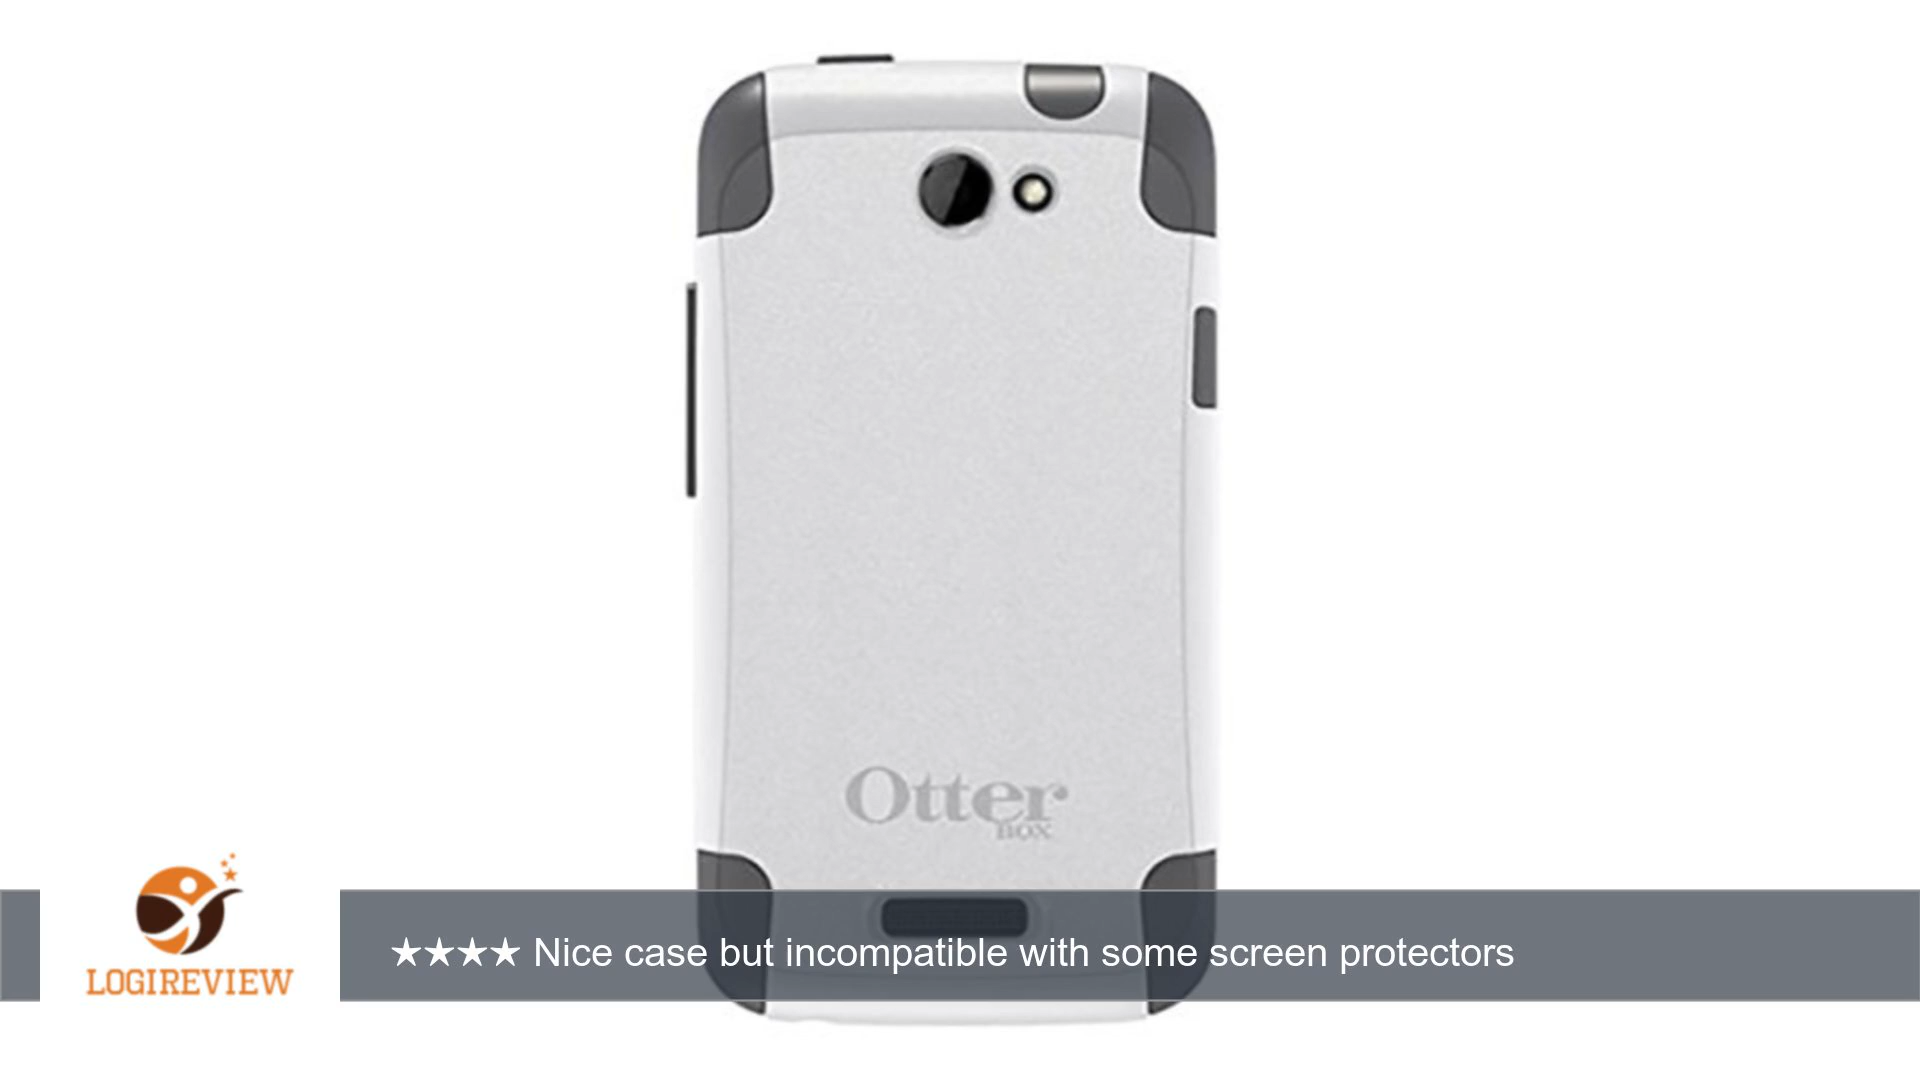 Otter
BOX
★★★★ Nice case but incompatible with some screen protectors
LOGIREVIEW